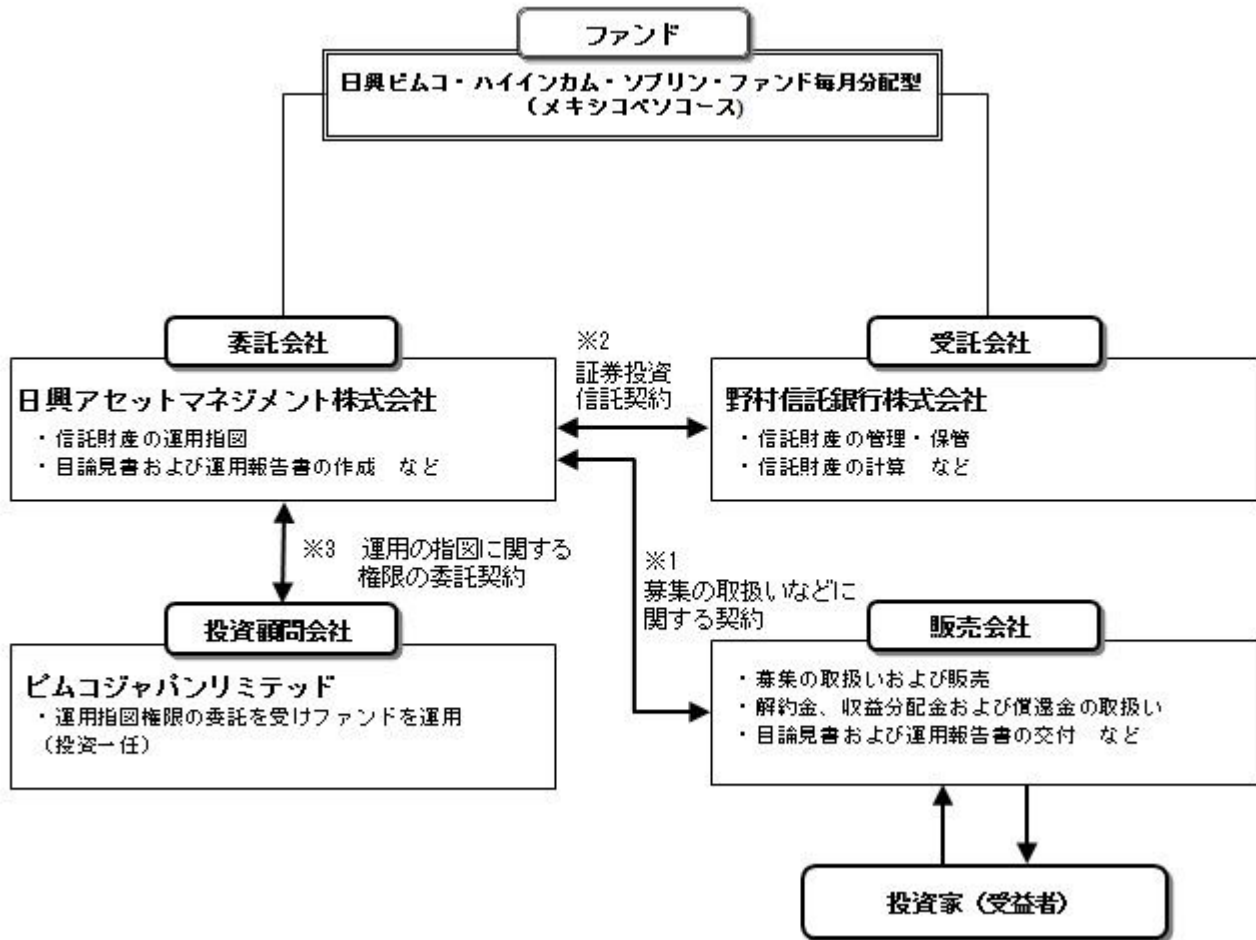 ファンド
日興ピムコ・ハイインカム・ソブリン・ファンド毎月分配型
(メキシコペソコース)
委託会社
日興アセットマネジメント株式会社
・信託財産の運用指図
・目論見書および運用報告書の作成 など
※2
証券投資
信託契約
受託会社
野村信託銀行株式会社
・信託財産の管理・保管
・信託財産の計算 など
※3 運用の指図に関する
権限の委託契約
※1
募集の取扱いなどに
関する契約
投資顧問会社
ピムコジャパンリミテッド
・運用指図権限の委託を受けファンドを運用
(投資一任)
販売会社
・募集の取扱いおよび販売
・解約金、収益分配金および償還金の取扱い
・目論見書および運用報告書の交付 など
投資家(受益者)